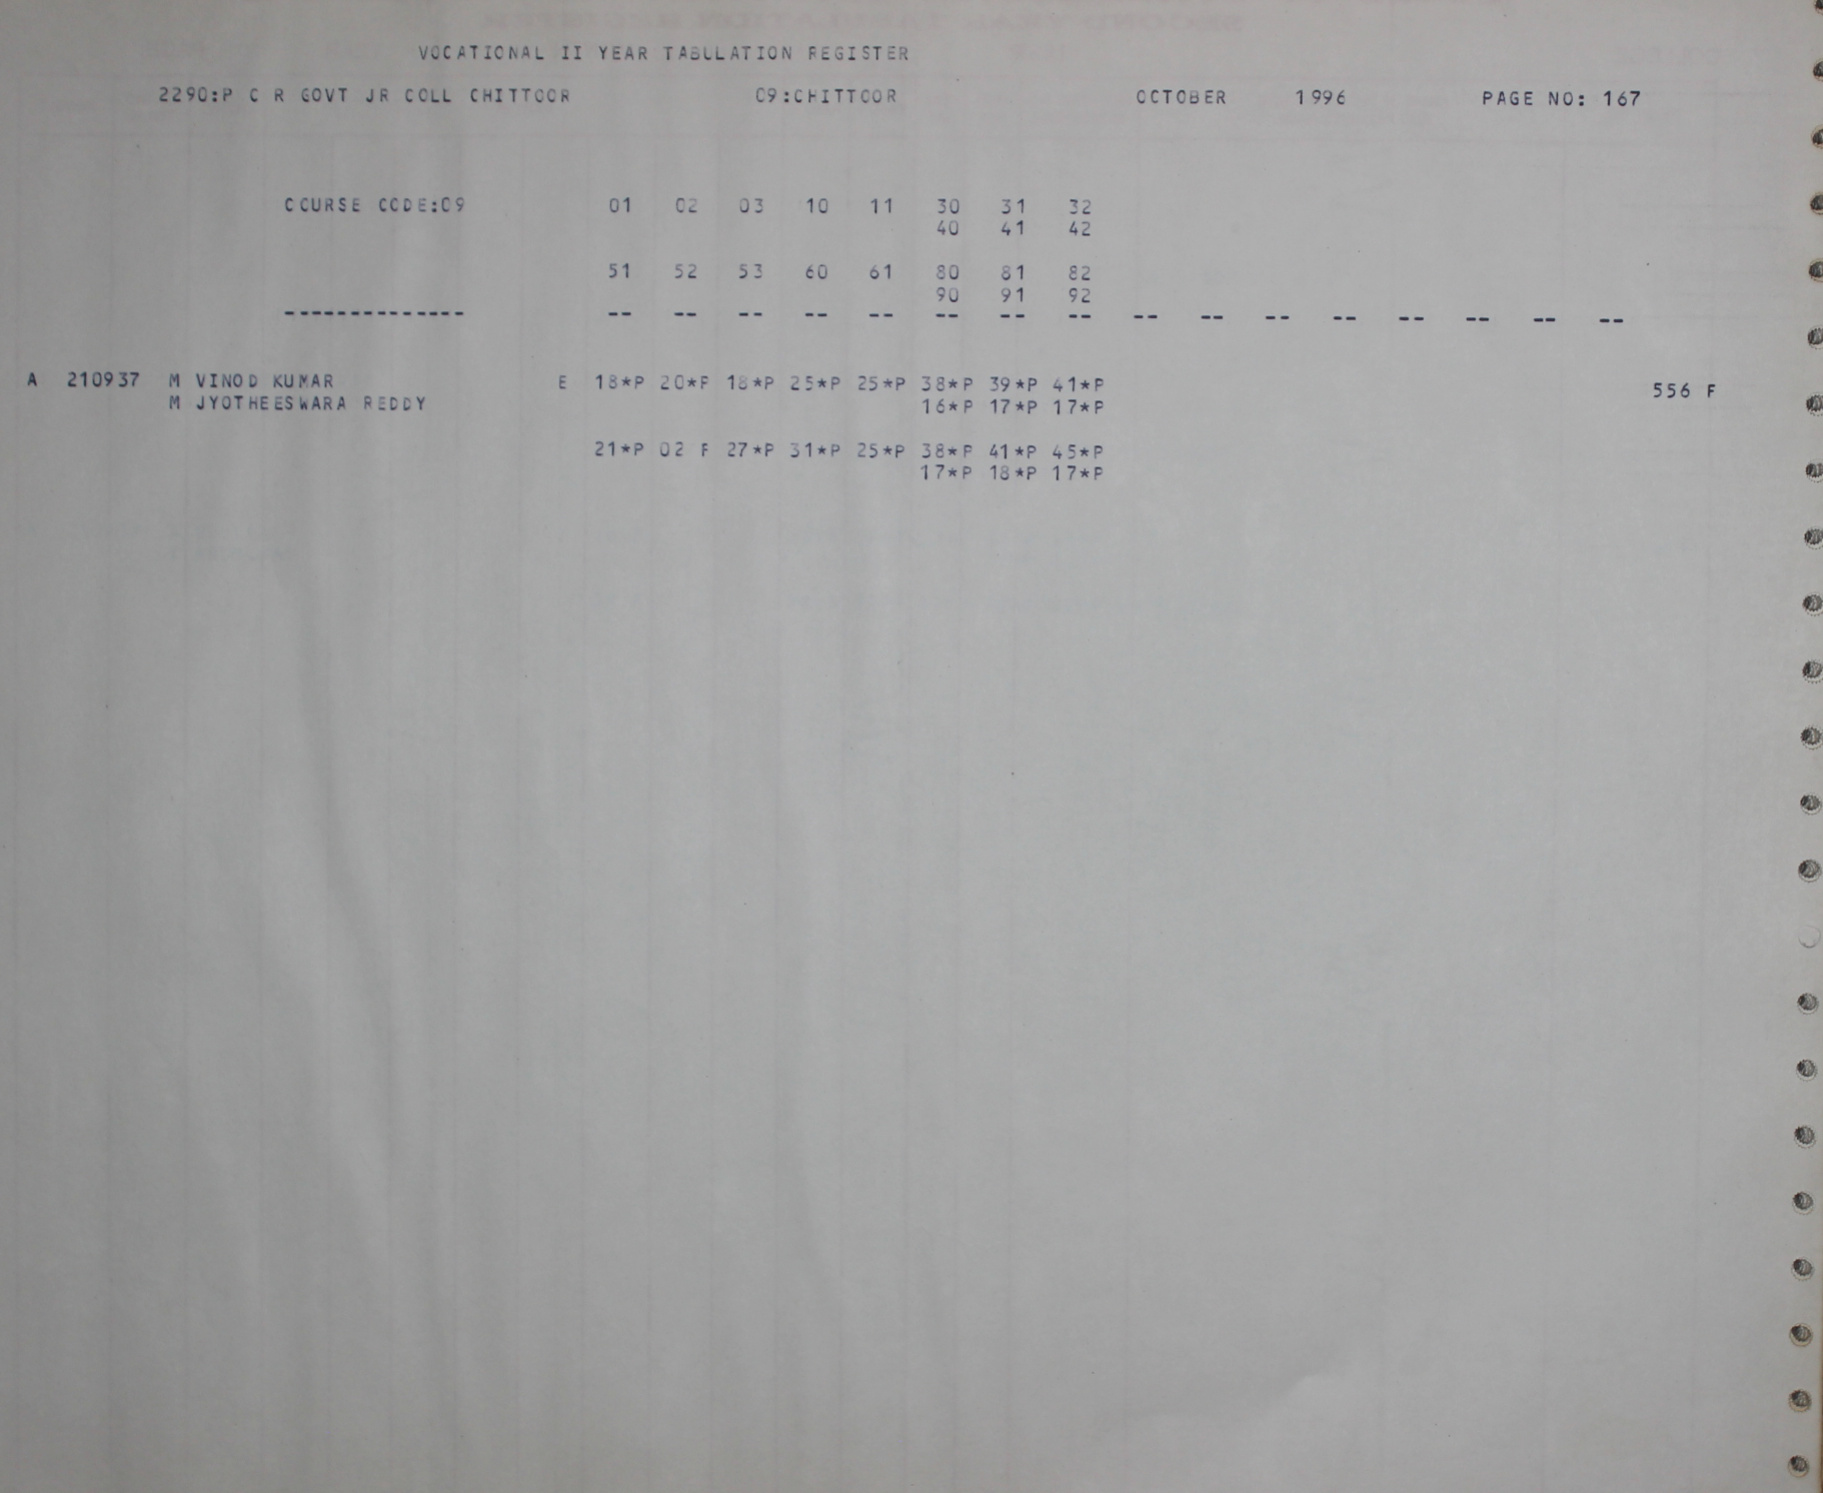 VOCATIONAL II YEAR TABULATION REGISTER
2290:P C R GOVT JR COLL CHITTOOR 09:CHITTOOR OCTOBER 1996 PAGE NO: 167
COURSE CODE:09 01 02 03 10 11 30 31 32
40 41 42
51 52 53 60 61 80 81 82
90 91 92
-------------- -- -- -- -- -- -- -- -- -- -- -- -- -- -- -- --
A 210937 M VINOD KUMAR E 18*P 20*P 18*P 25*P 25*P 38*P 39*P 41*P 556 F
M JYOTHEESWARA REDDY 16*P 17*P 17*P
21*P 02 F 27*P 31*P 25*P 38*P 41*P 45*P
17*P 18*P 17*P